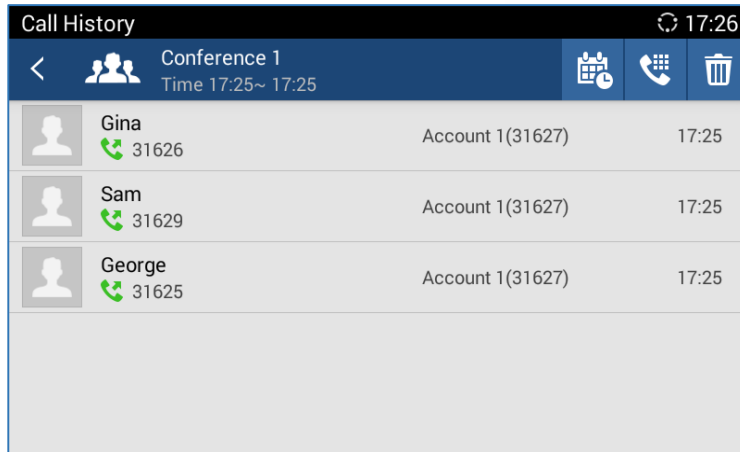 Call History 17:26
Conference 1
Time 17:25~ 17:25
Gina
31626 Account 1(31627) 17:25
Sam
31629 Account 1(31627) 17:25
George
31625 Account 1(31627) 17:25